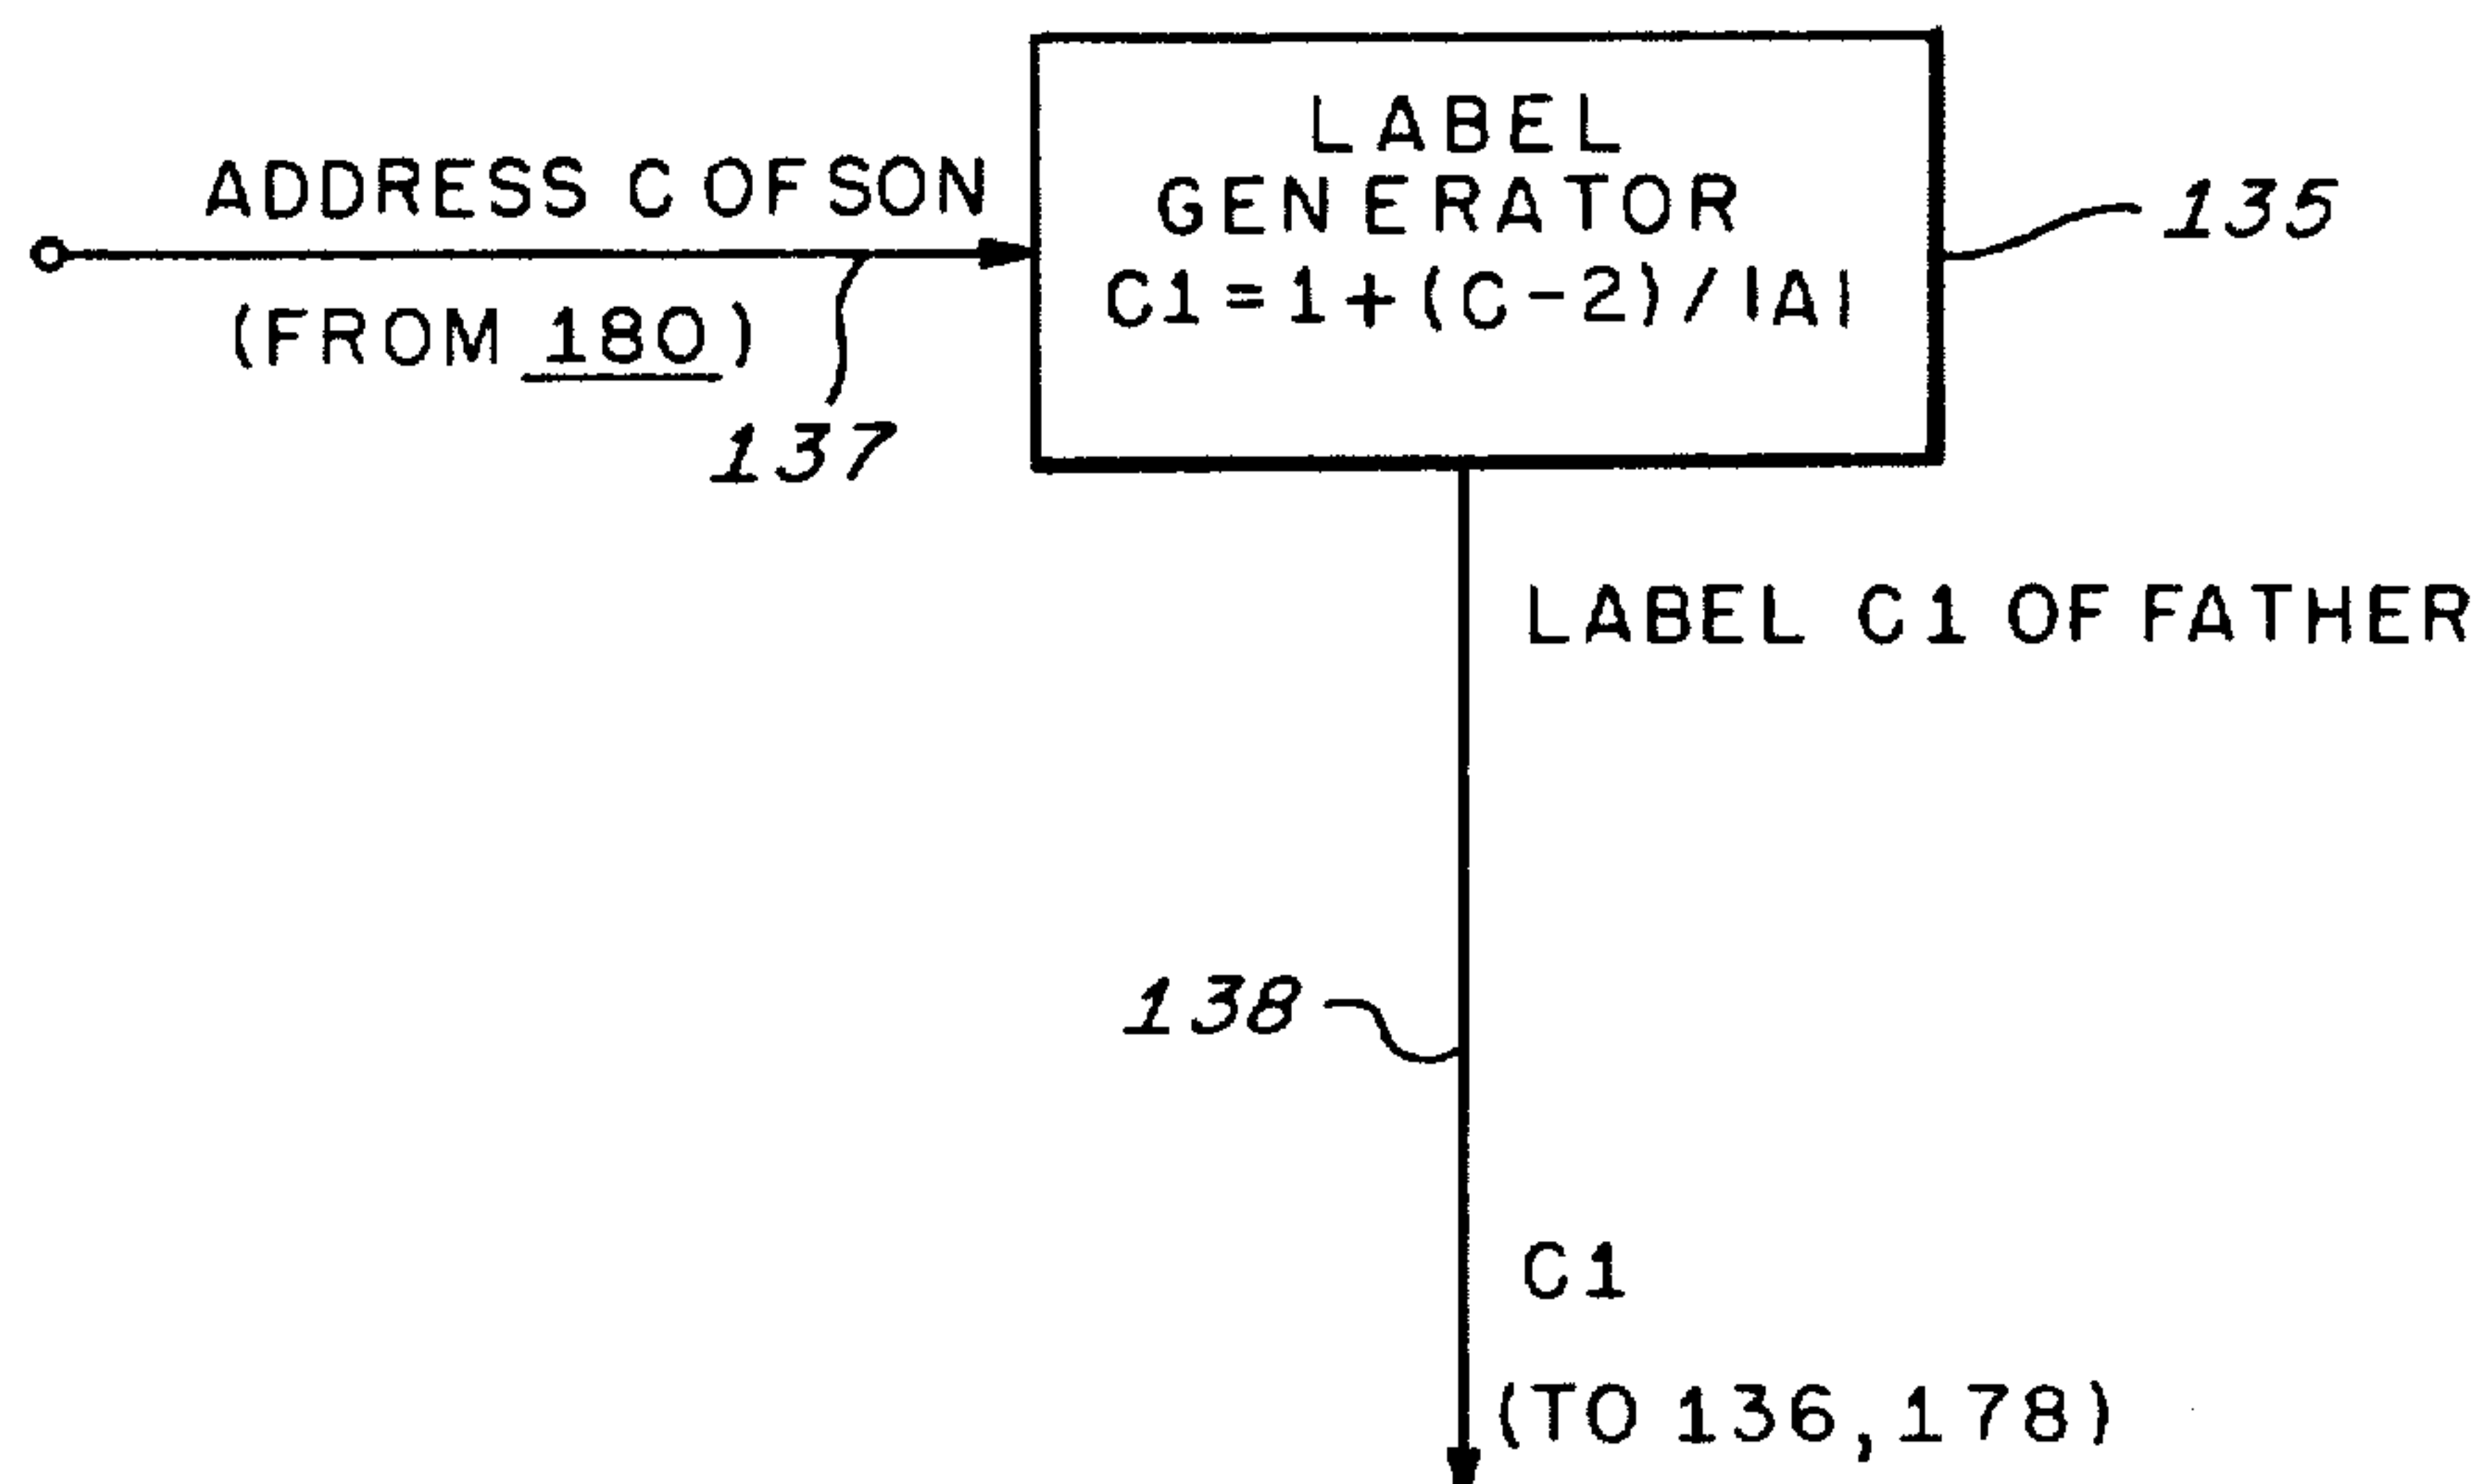 LABEL
GENERATOR
C1=1+(C-2)/|A|
135
ADDRESS C OF SON
(FROM 180)
137
LABEL C1 OF FATHER
138
C1
(TO 136,178)